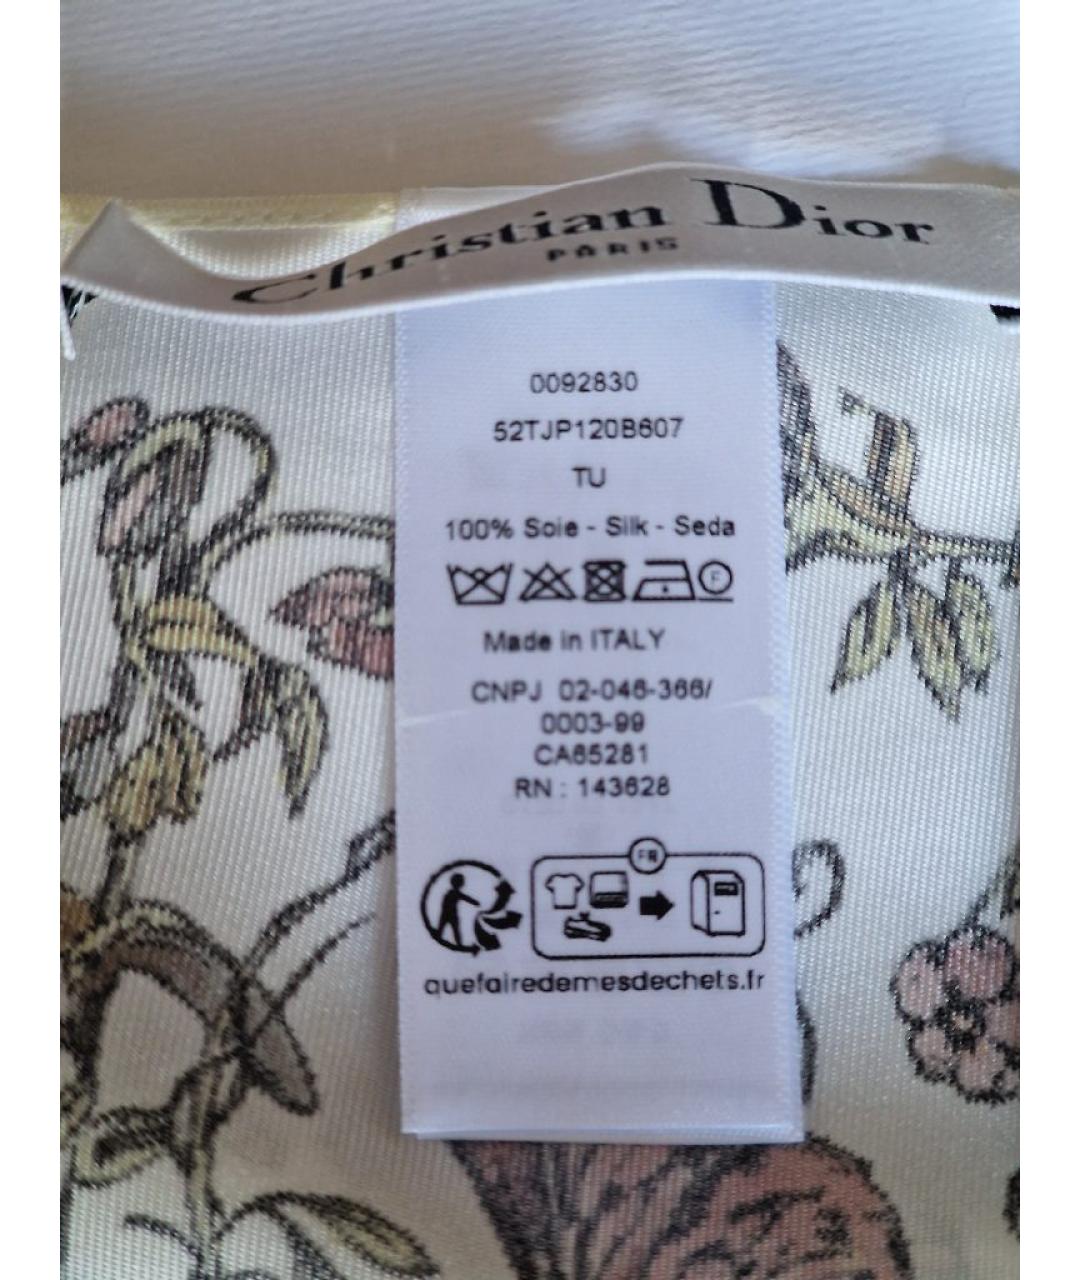 Christian Dior
PARIS
0092830
52TJP120B607
TU
100% Soie - Silk - Seda
F
Made in ITALY
CNPJ 02-046-366/
0003-99
CA65281
RN : 143628
FR
quefairedemesdechets.fr